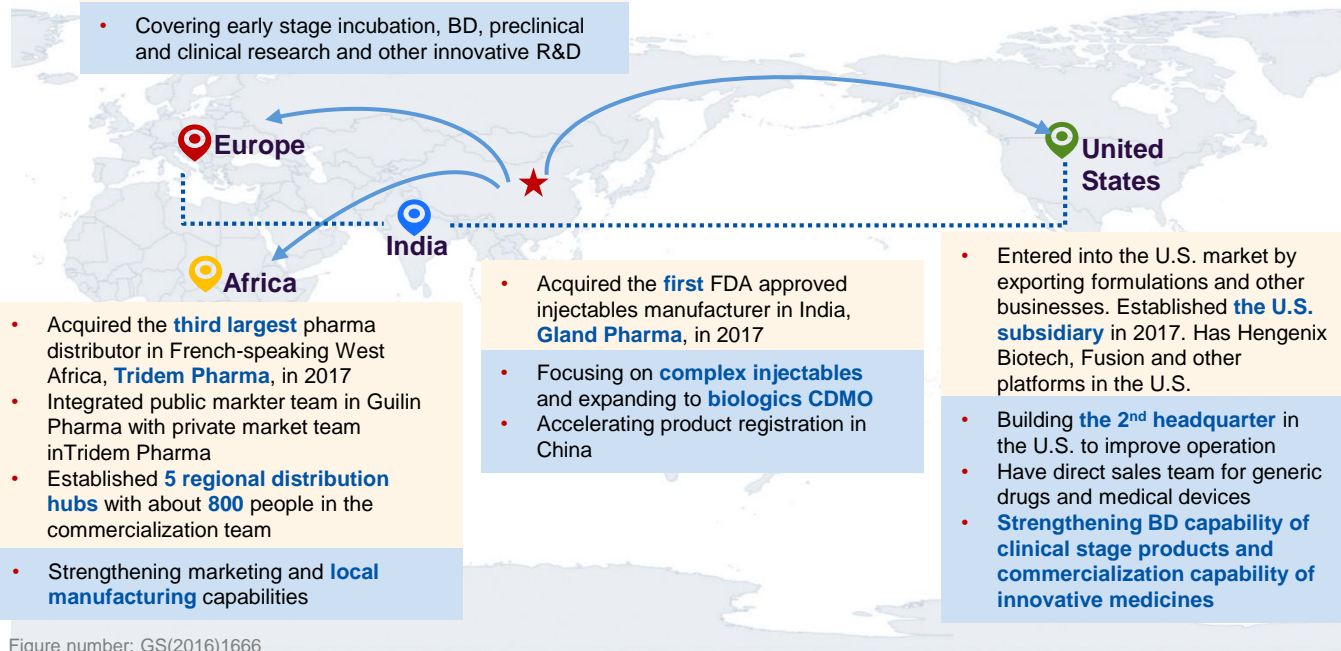 • Covering early stage incubation, BD, preclinical
and clinical research and other innovative R&D
Europe
United
States
India
Africa
• Acquired the third largest pharma
distributor in French-speaking West
Africa, Tridem Pharma, in 2017
• Integrated public markter team in Guilin
Pharma with private market team
inTridem Pharma
• Established 5 regional distribution
hubs with about 800 people in the
commercialization team
• Strengthening marketing and local
manufacturing capabilities
• Acquired the first FDA approved
injectables manufacturer in India,
Gland Pharma, in 2017
• Focusing on complex injectables
and expanding to biologics CDMO
• Accelerating product registration in
China
• Entered into the U.S. market by
exporting formulations and other
businesses. Established the U.S.
subsidiary in 2017. Has Hengenix
Biotech, Fusion and other
platforms in the U.S.
• Building the 2nd headquarter in
the U.S. to improve operation
• Have direct sales team for generic
drugs and medical devices
• Strengthening BD capability of
clinical stage products and
commercialization capability of
innovative medicines
Figure number: GS(2016)1666